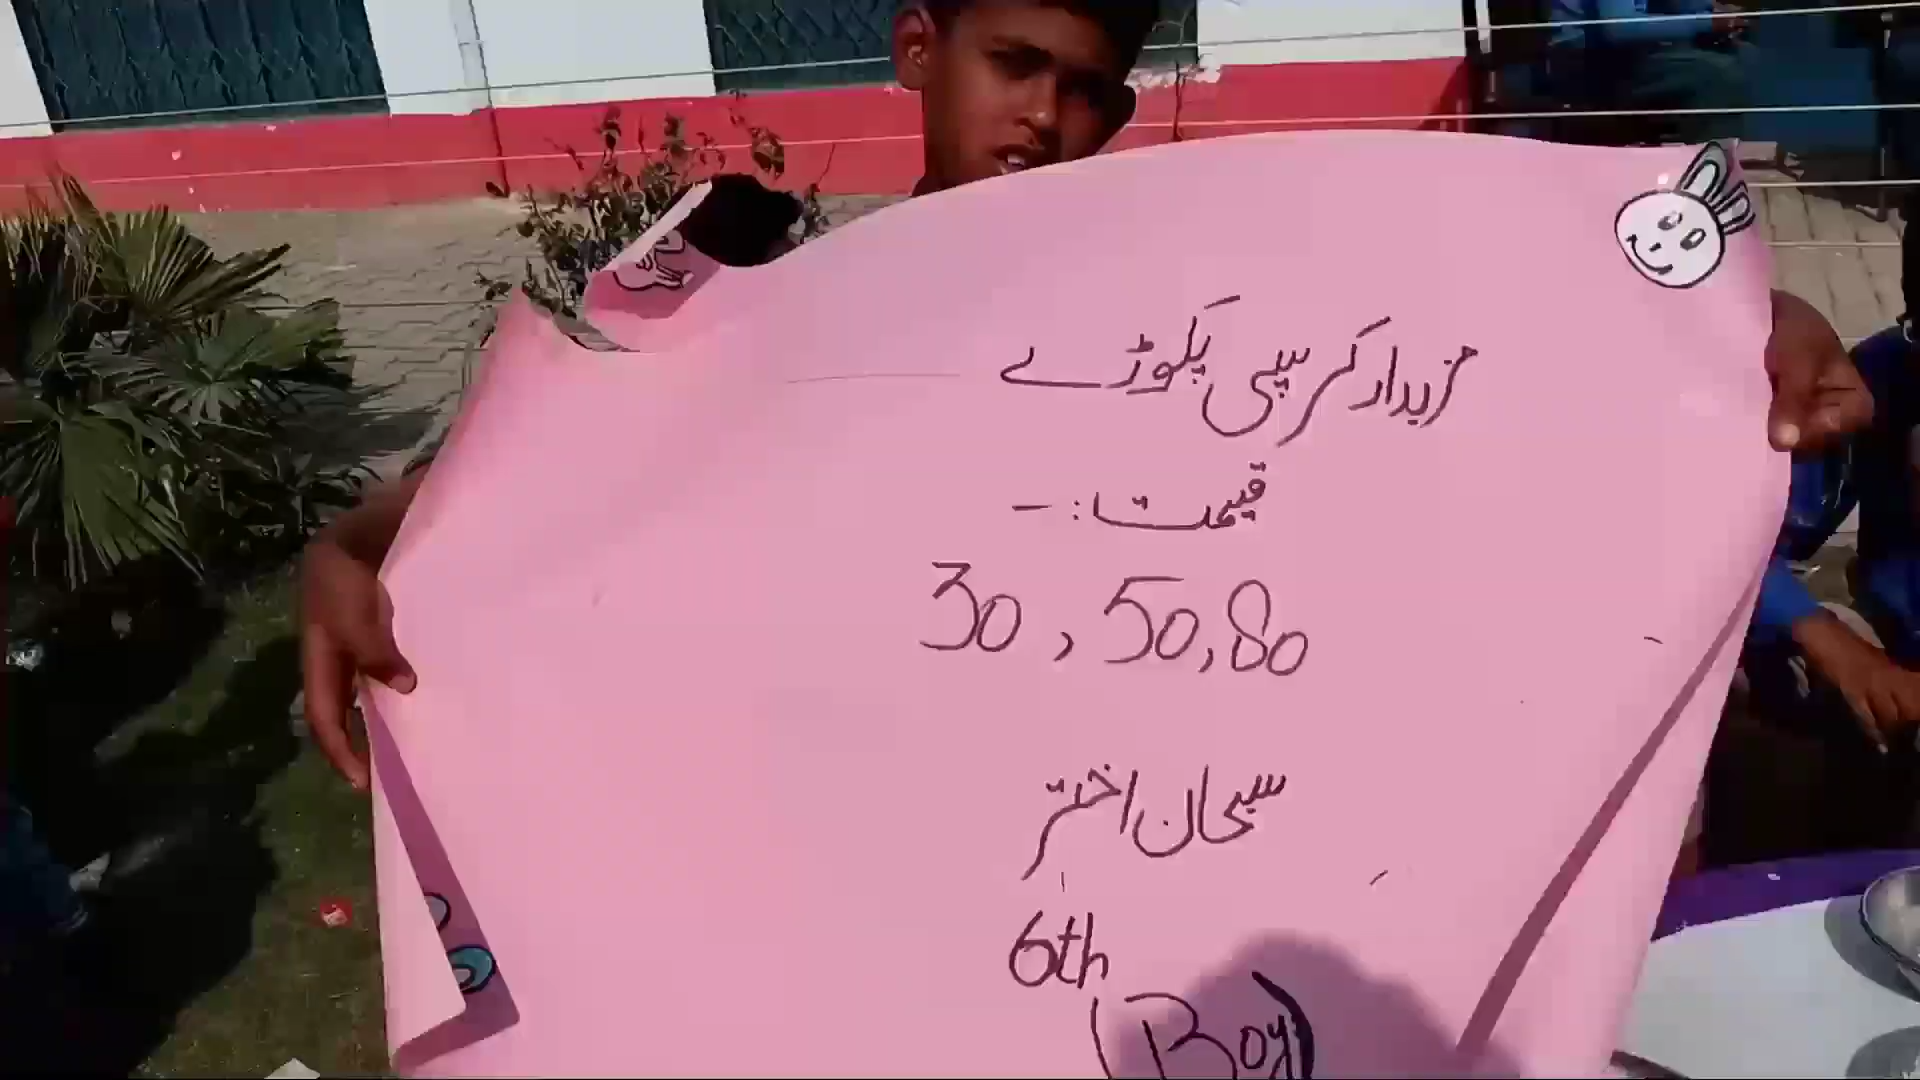 مزیدار کرسپی پکوڑے
قیمت :-
30 , 50, 80
سبحان اختر
6th
(Boy)